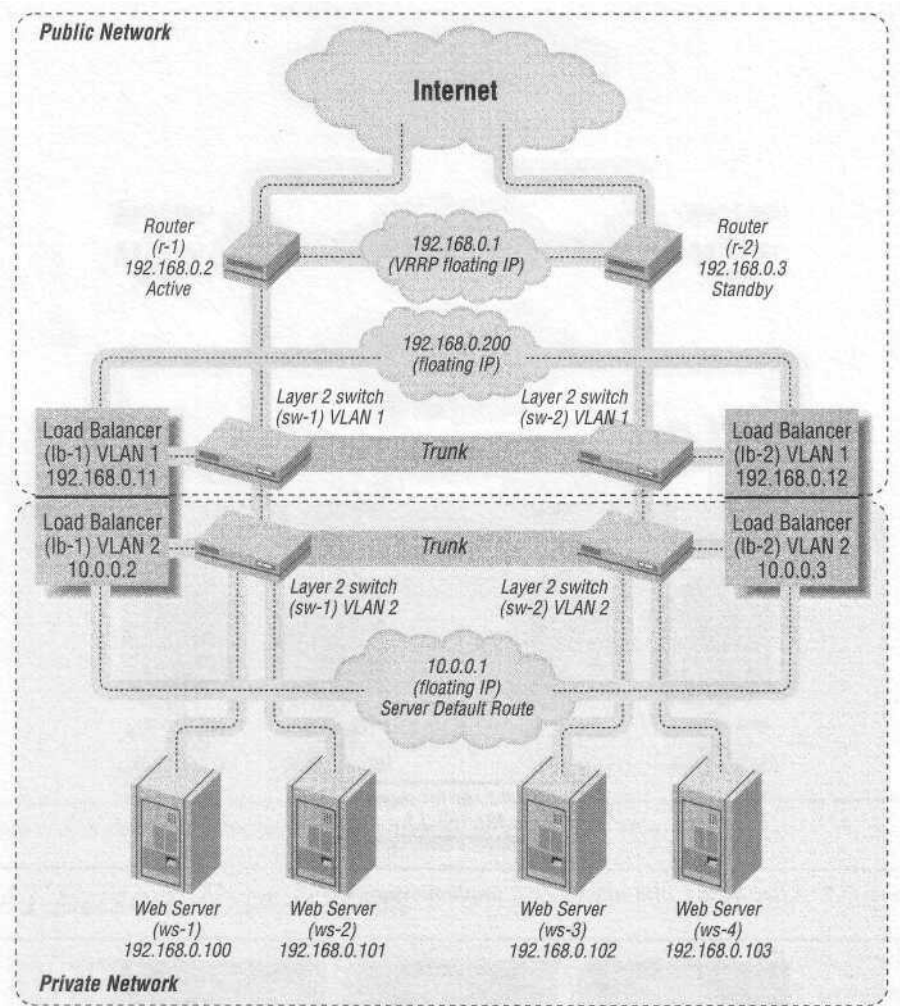 Public Network
Internet
Router
(r-1)
192.168.0.2
Active
192.168.0.1
(VRRP floating IP)
Router
(r-2)
192.168.0.3
Standby
192.168.0.200
(floating IP)
Layer 2 switch
(sw-1) VLAN 1
Layer 2 switch
(sw-2) VLAN 1
Load Balancer
(lb-1) VLAN 1
192.168.0.11
Trunk
Load Balancer
(lb-2) VLAN 1
192.168.0.12
Load Balancer
(lb-1) VLAN 2
10.0.0.2
Trunk
Load Balancer
(lb-2) VLAN 2
10.0.0.3
Layer 2 switch
(sw-1) VLAN 2
Layer 2 switch
(sw-2) VLAN 2
10.0.0.1
(floating IP)
Server Default Route
Web Server
(ws-1)
192.168.0.100
Web Server
(ws-2)
192.168.0.101
Web Server
(ws-3)
192.168.0.102
Web Server
(ws-4)
192.168.0.103
Private Network